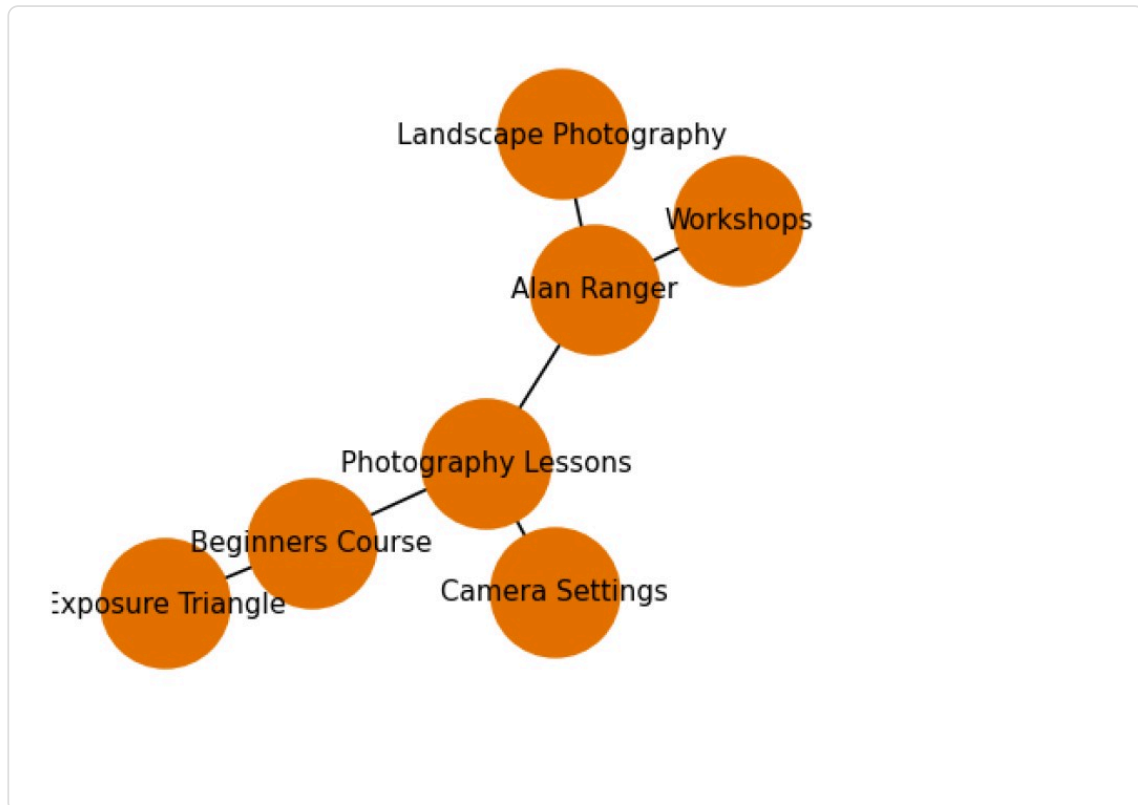 Landscape Photography
Workshops
Alan Ranger
Photography Lessons
Beginners Course
Camera Settings
Exposure Triangle